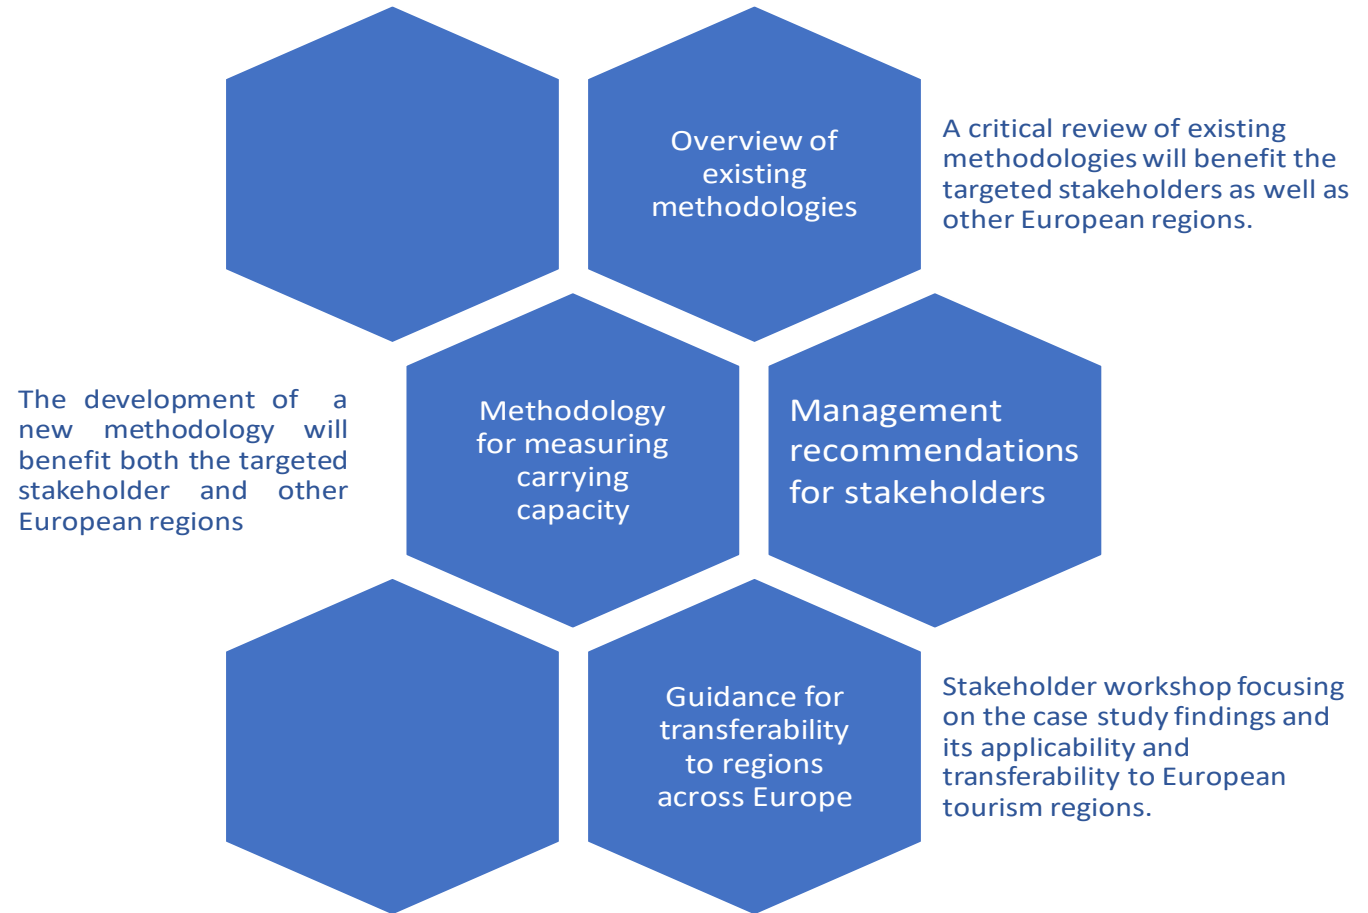 Overview of
existing
methodologies
A critical review of existing
methodologies will benefit the
targeted stakeholders as well as
other European regions.
The development of a
new methodology will
benefit both the targeted
stakeholder and other
European regions
Methodology
for measuring
carrying
capacity
Management
recommendations
for stakeholders
Guidance for
transferability
to regions
across Europe
Stakeholder workshop focusing
on the case study findings and
its applicability and
transferability to European
tourism regions.